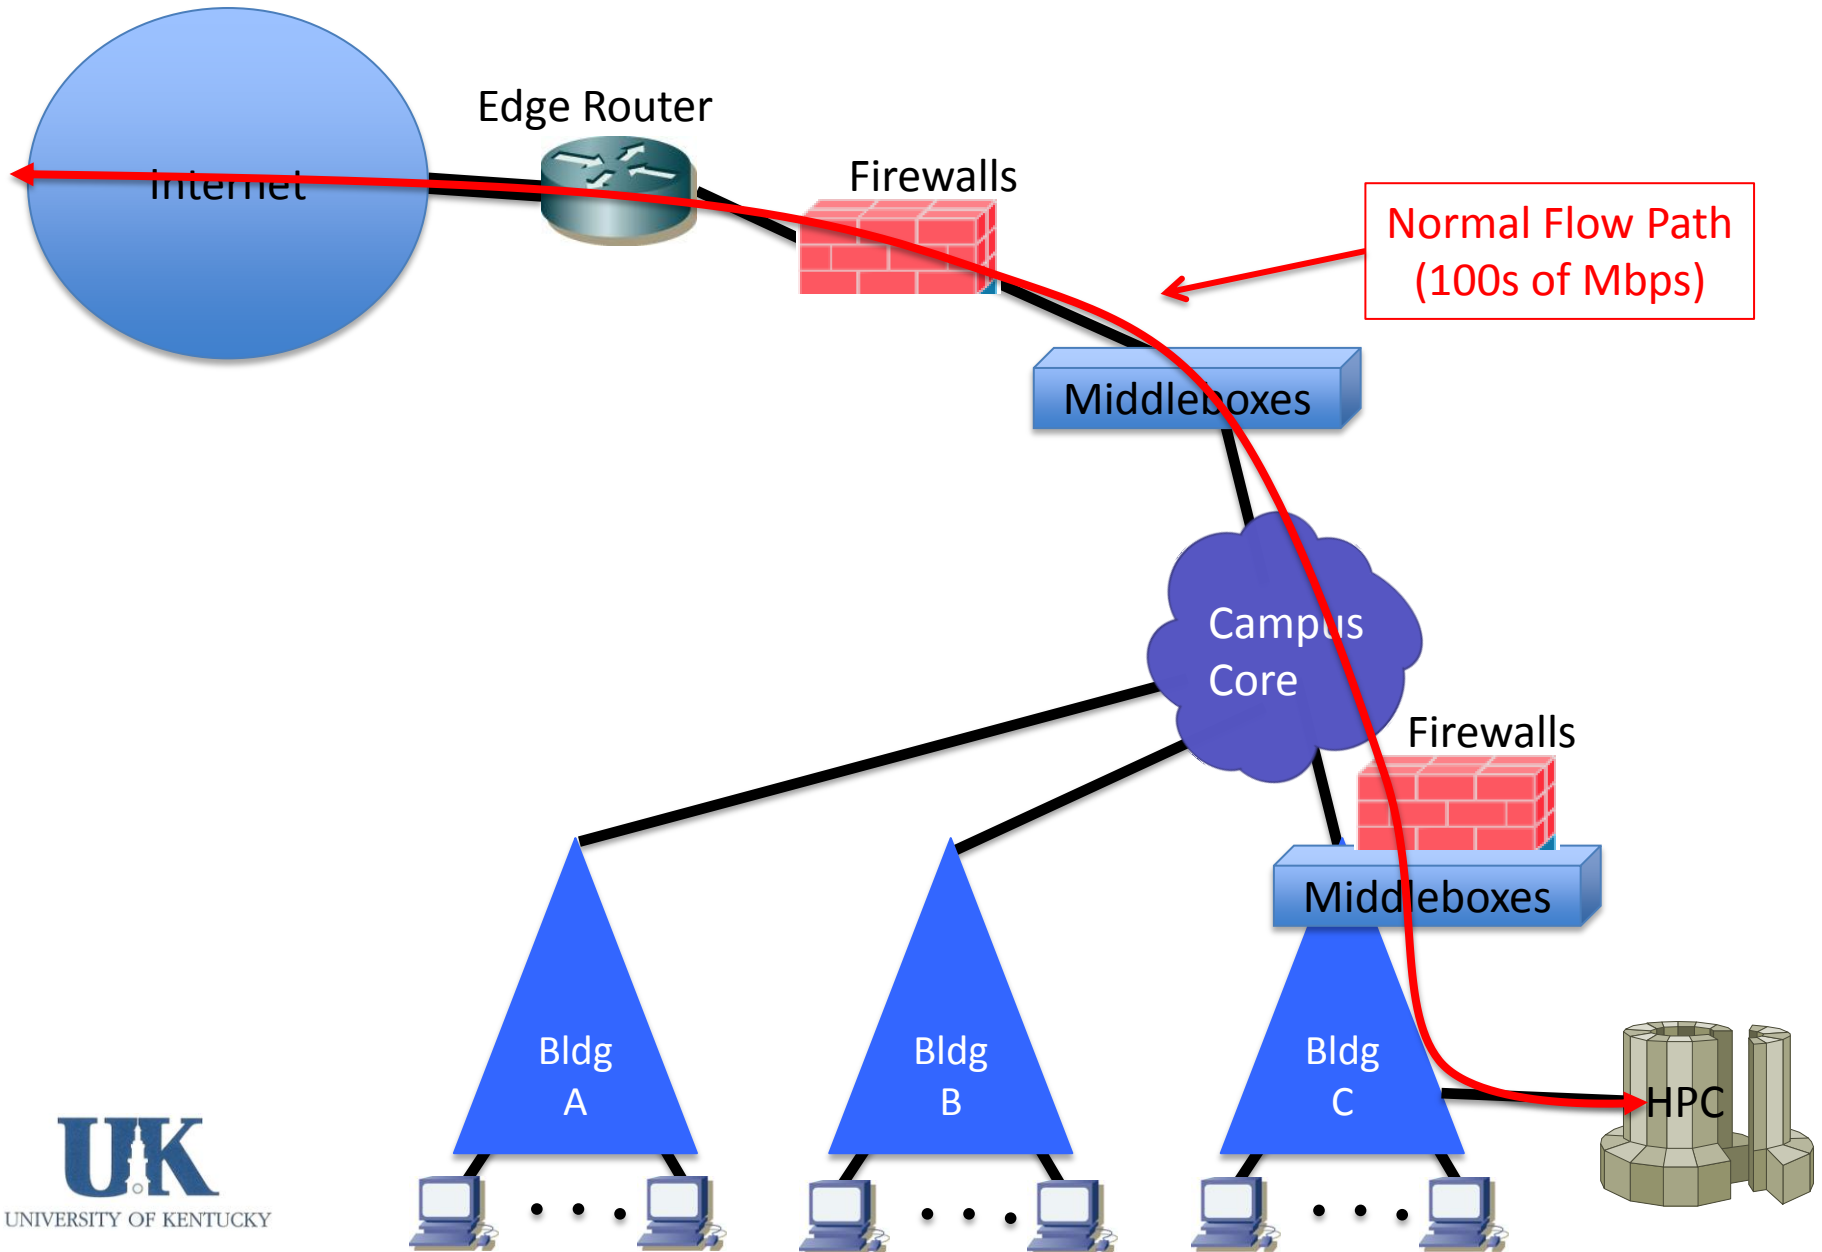 Edge Router
Internet
Firewalls
Normal Flow Path
(100s of Mbps)
Middleboxes
Campus
Core
Firewalls
Middleboxes
Bldg
A
Bldg
B
Bldg
C
HPC
UK
UNIVERSITY OF KENTUCKY